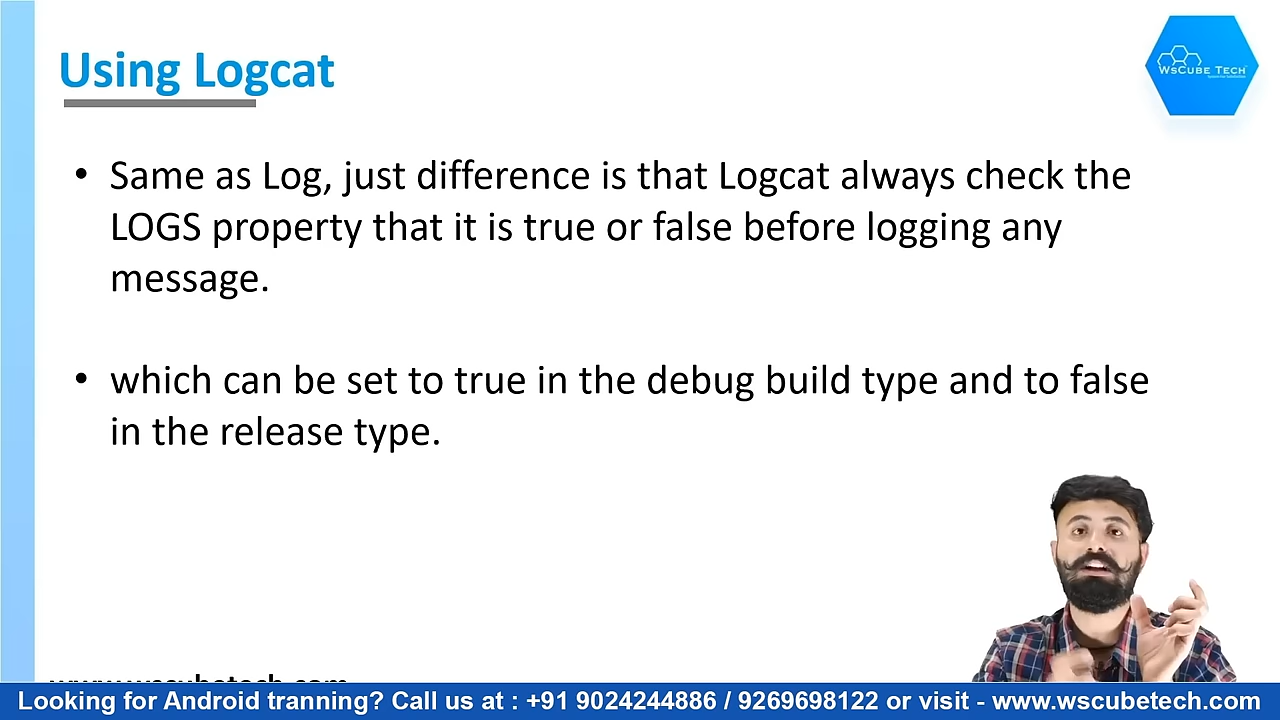 Using Logcat
WsCube Tech
• Same as Log, just difference is that Logcat always check the
LOGS property that it is true or false before logging any
message.
• which can be set to true in the debug build type and to false
in the release type.
www.wscubetech.com
Looking for Android tranning? Call us at : +91 9024244886 / 9269698122 or visit - www.wscubetech.com